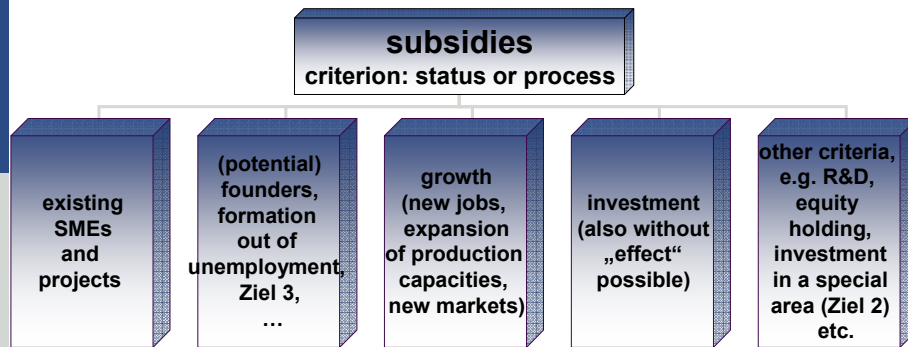 subsidies
criterion: status or process
existing
SMEs
and
projects
(potential)
founders,
formation
out of
unemployment,
Ziel 3,
…
growth
(new jobs,
expansion
of production
capacities,
new markets)
investment
(also without
„effect“
possible)
other criteria,
e.g. R&D,
equity
holding,
investment
in a special
area (Ziel 2)
etc.